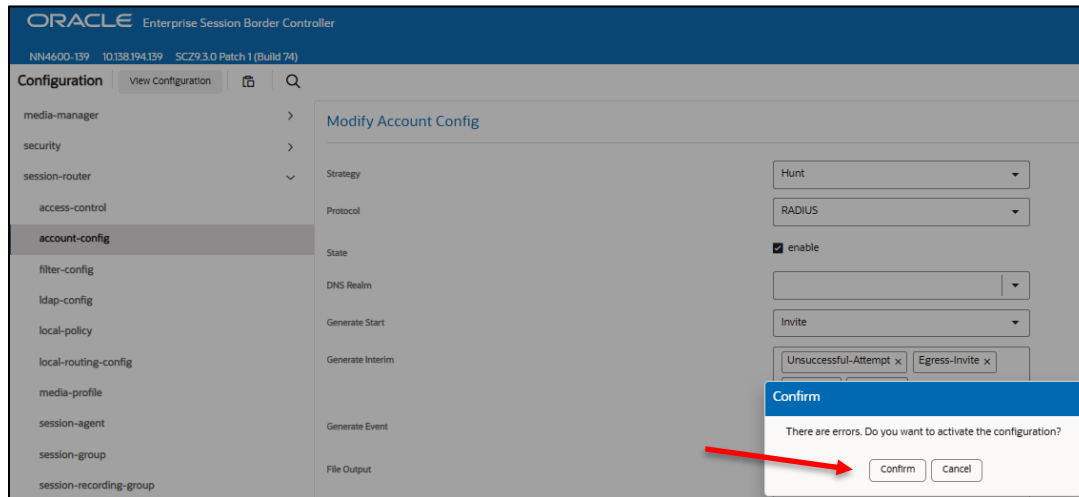 ORACLE Enterprise Session Border Controller
NN4600-139 10.138.194.139 SCZ9.3.0 Patch 1 (Build 74)
Configuration View Configuration
media-manager
security
session-router
access-control
account-config
filter-config
ldap-config
local-policy
local-routing-config
media-profile
session-agent
session-group
session-recording-group
Modify Account Config
Strategy Hunt
Protocol RADIUS
State enable
DNS Realm
Generate Start Invite
Generate Interim Unsuccessful-Attempt x Egress-Invite x
Generate Event
File Output
Confirm
There are errors. Do you want to activate the configuration?
Confirm Cancel